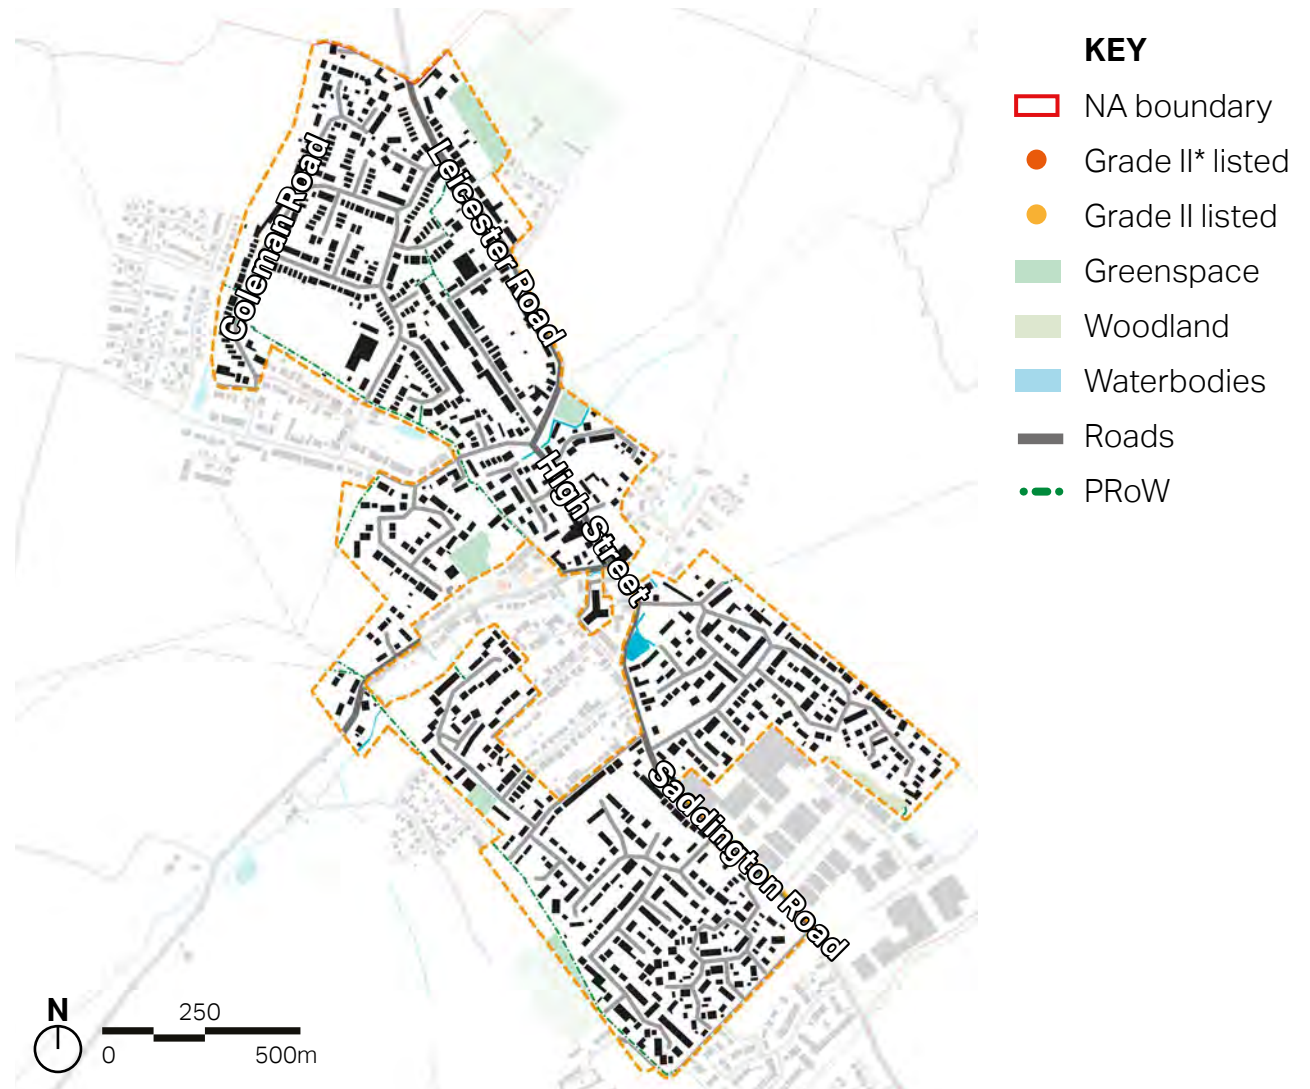 KEY
NA boundary
Grade II* listed
Grade II listed
Greenspace
Woodland
Waterbodies
Roads
PRoW
Coleman Road
Leicester Road
High Street
Saddington Road
N
250
0
500m